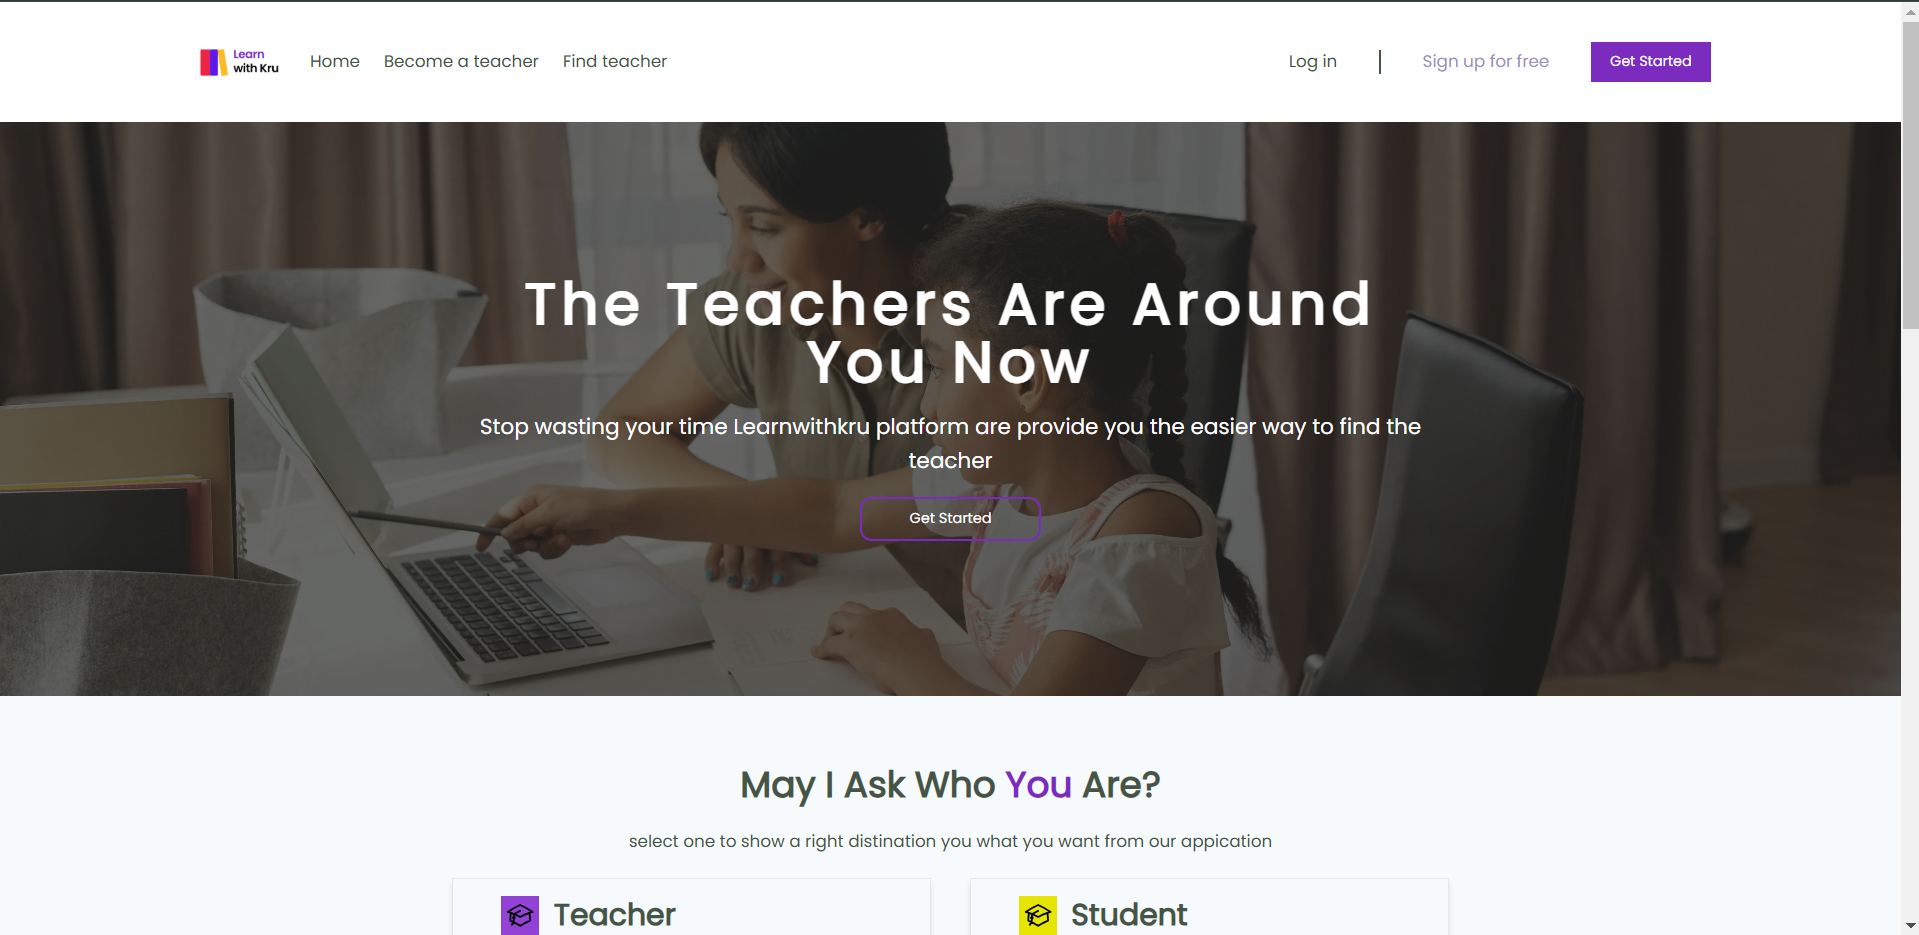 Learn
with Kru
Home Become a teacher Find teacher
Log in Sign up for free Get Started
The Teachers Are Around
You Now
Stop wasting your time Learnwithkru platform are provide you the easier way to find the
teacher
Get Started
May I Ask Who You Are?
select one to show a right distination you what you want from our appication
Teacher
Student